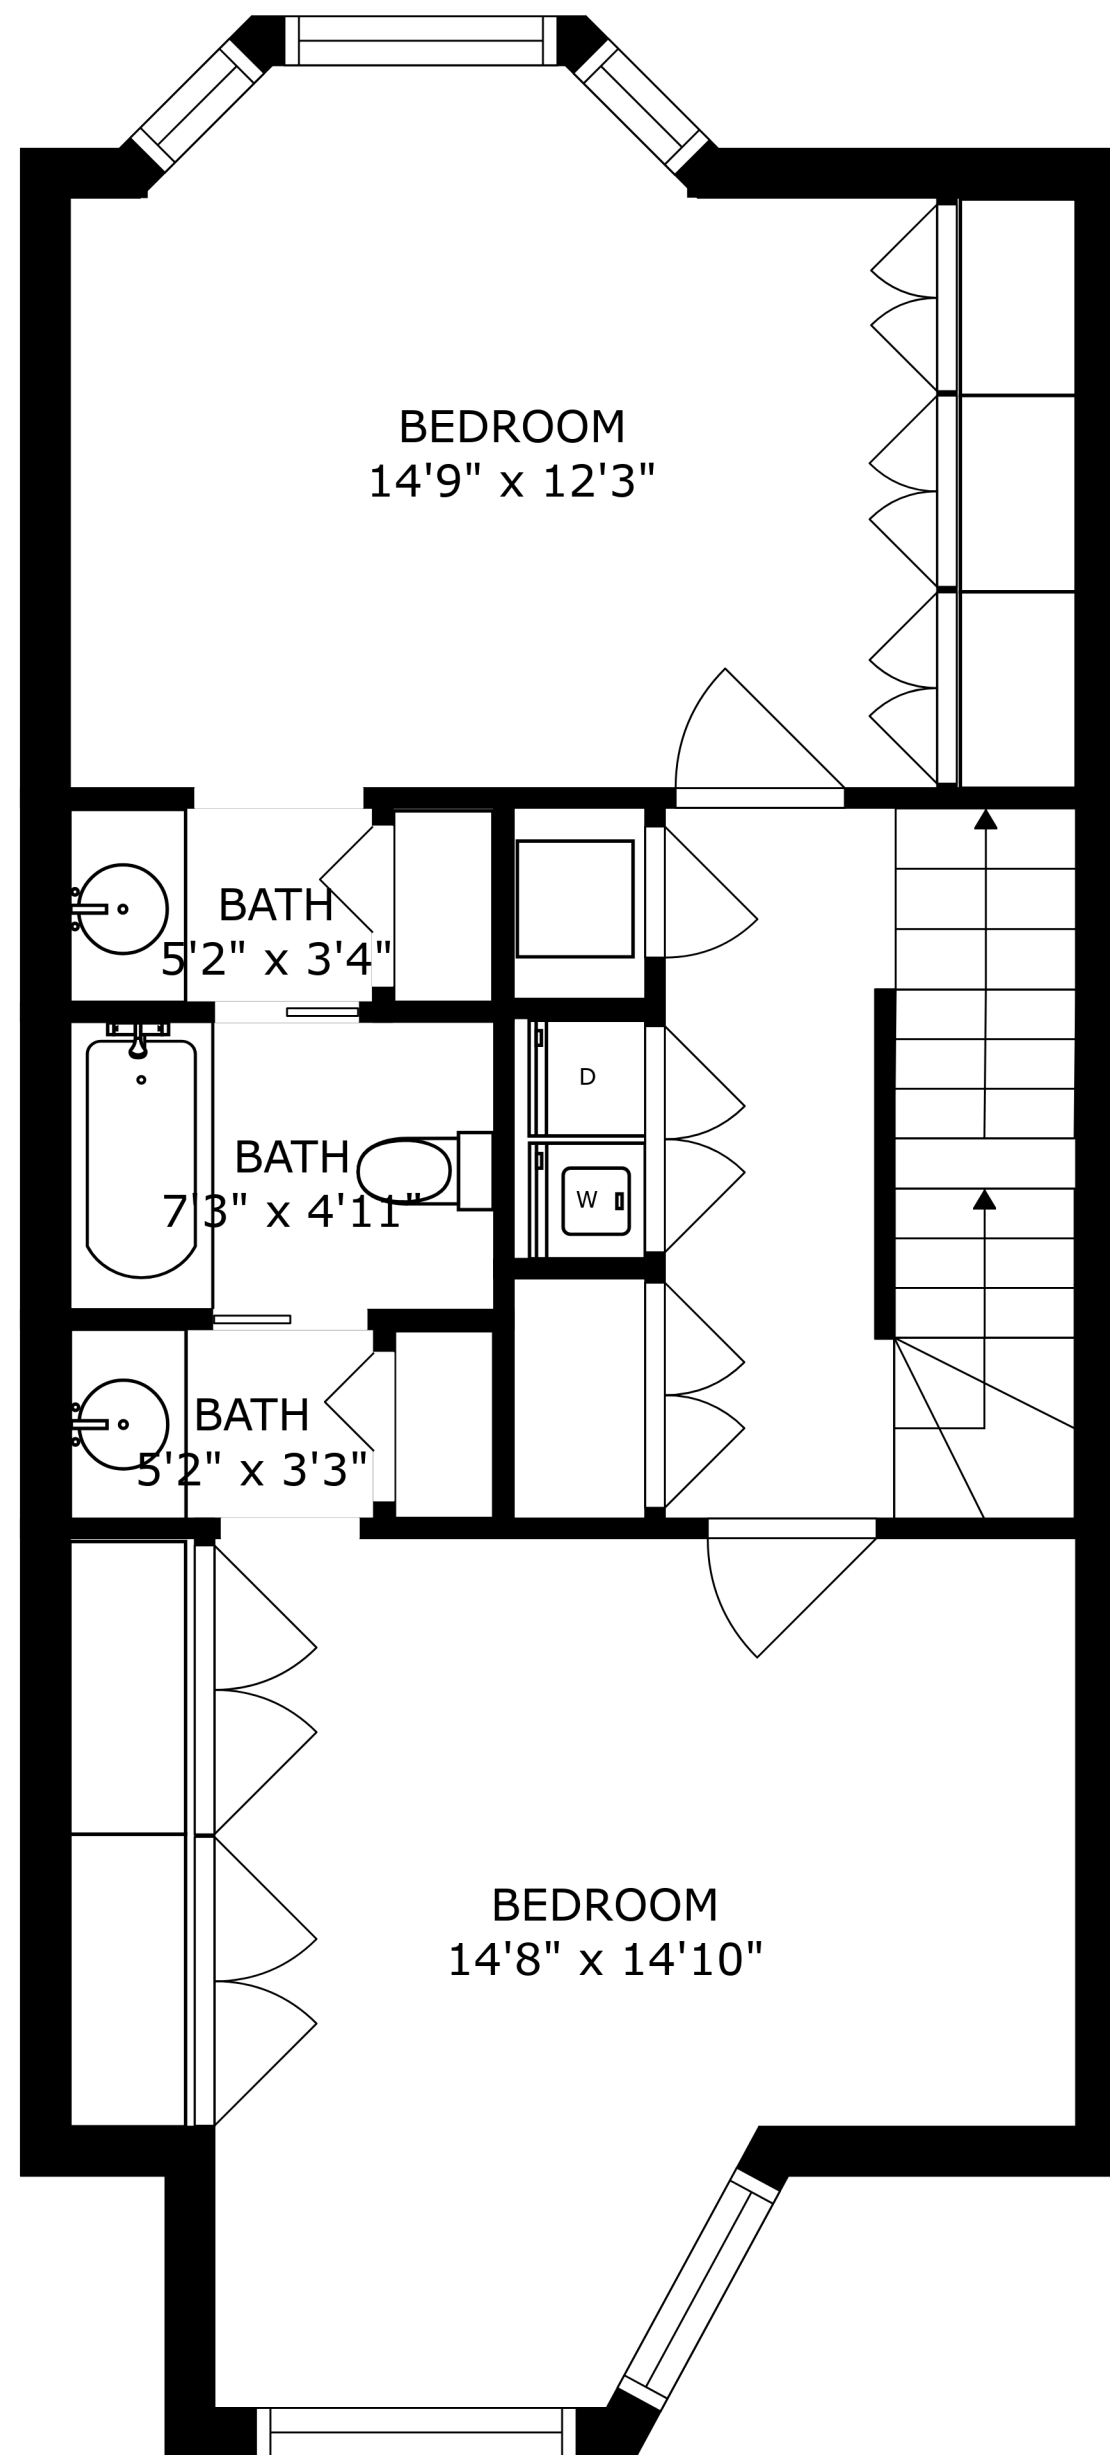 BEDROOM
14'9" x 12'3"
BATH
5'2" x 3'4"
D
BATH
7'3" x 4'11"
W
BATH
5'2" x 3'3"
BEDROOM
14'8" x 14'10"